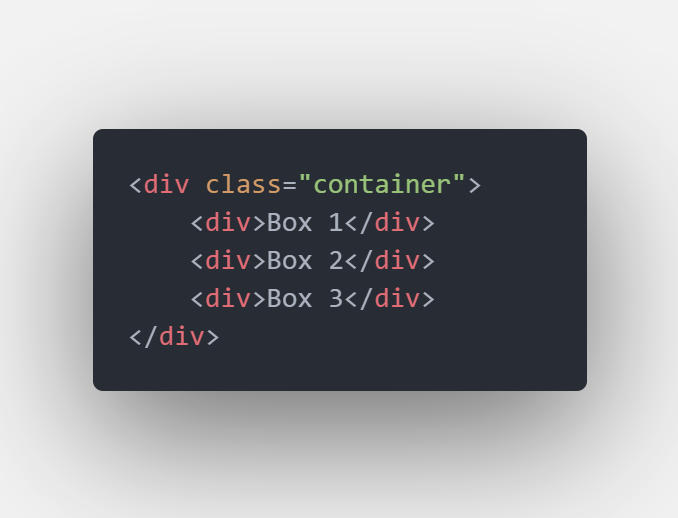 <div class="container">
    <div>Box 1</div>
    <div>Box 2</div>
    <div>Box 3</div>
</div>